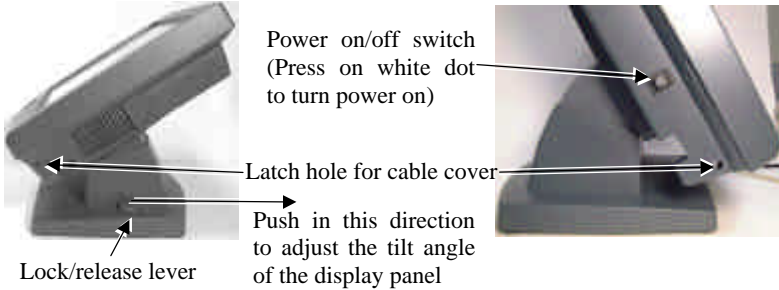 Power on/off switch
(Press on white dot
to turn power on)
Latch hole for cable cover
Push in this direction
to adjust the tilt angle
of the display panel
Lock/release lever